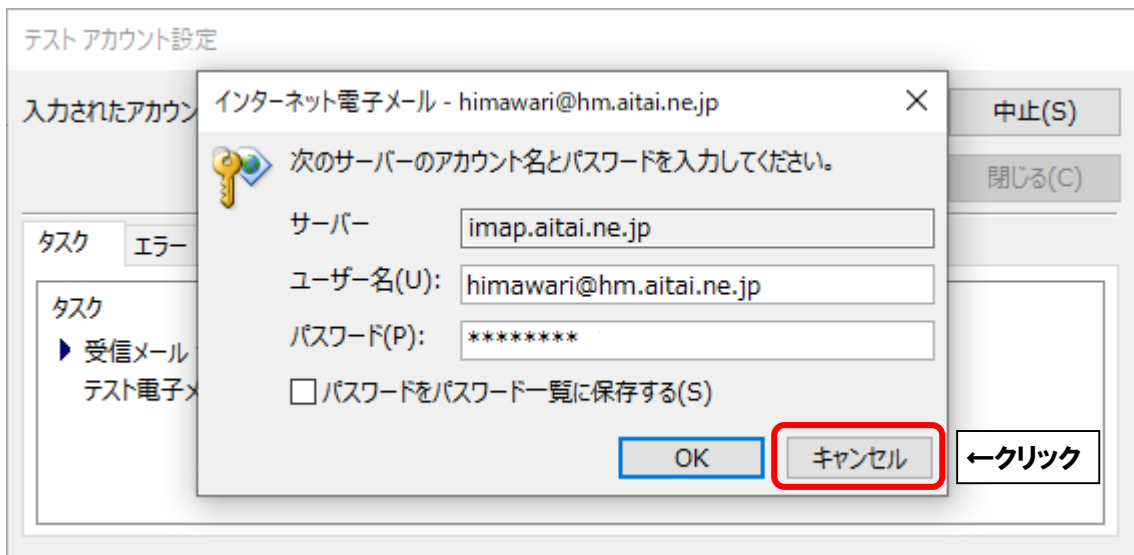 テスト アカウント設定
入力されたアカウン
中止(S)
閉じる(C)
インターネット電子メール - himawari@hm.aitai.ne.jp
次のサーバーのアカウント名とパスワードを入力してください。
サーバー imap.aitai.ne.jp
ユーザー名(U): himawari@hm.aitai.ne.jp
パスワード(P): ********
パスワードをパスワード一覧に保存する(S)
OK キャンセル ←クリック
タスク エラー
タスク
受信メール
テスト電子メ